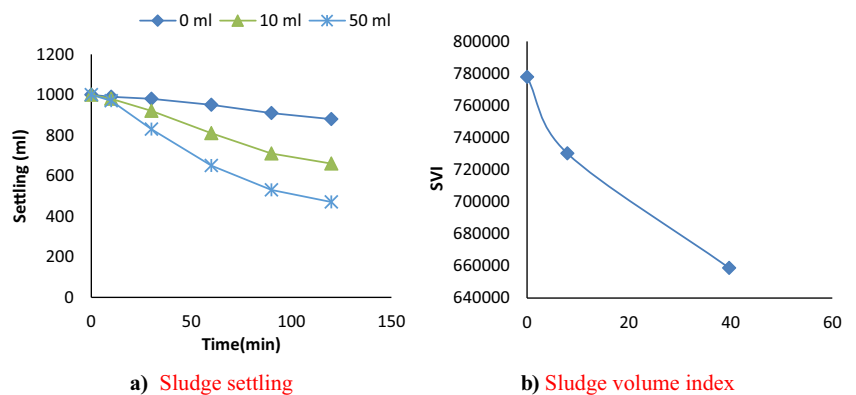 0 ml 10 ml 50 ml
1200
1000
800
600
400
200
0
Settling (ml)
0 50 100 150
Time(min)
a) Sludge settling
800000
780000
760000
740000
720000
700000
680000
660000
640000
SVI
0 20 40 60
b) Sludge volume index